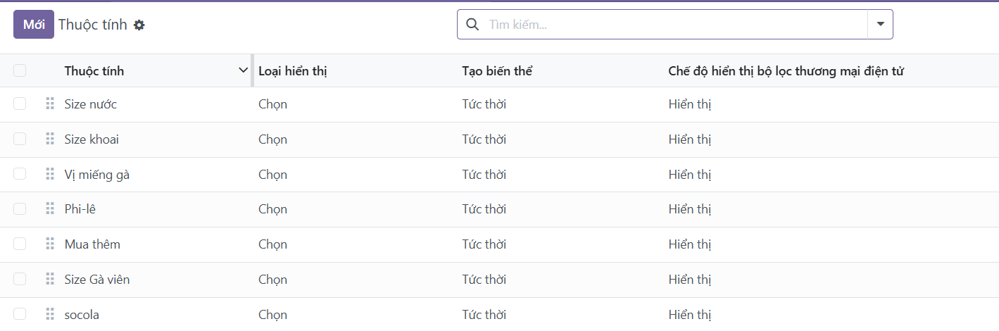 Mới Thuộc tính Tìm kiếm...
Thuộc tính Loại hiển thị Tạo biến thể Chế độ hiển thị bộ lọc thương mại điện tử
Size nước Chọn Tức thời Hiển thị
Size khoai Chọn Tức thời Hiển thị
Vị miếng gà Chọn Tức thời Hiển thị
Phi-lê Chọn Tức thời Hiển thị
Mua thêm Chọn Tức thời Hiển thị
Size Gà viên Chọn Tức thời Hiển thị
socola Chọn Tức thời Hiển thị